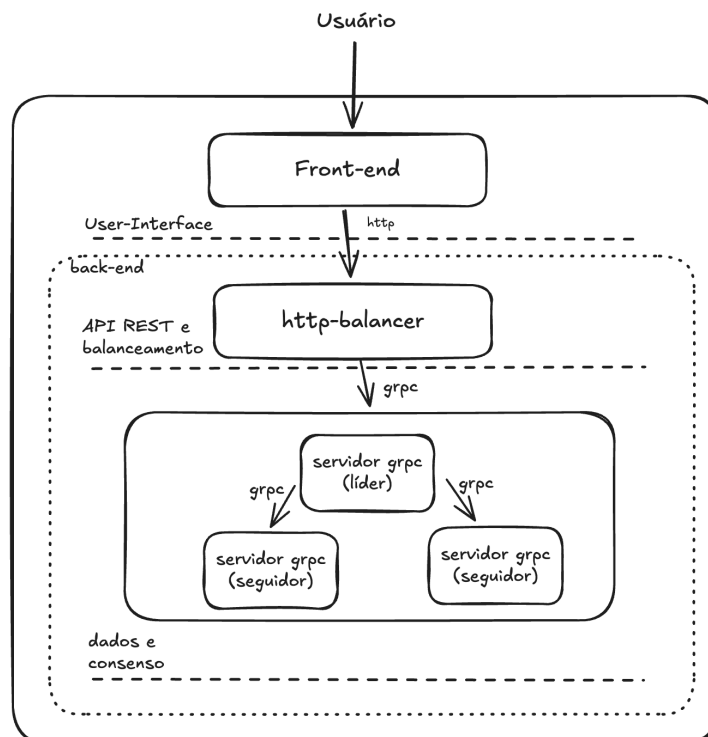 Usuário
Front-end
User-Interface
http
back-end
http-balancer
API REST e
balanceamento
grpc
servidor grpc
(líder)
grpc
grpc
servidor grpc
(seguidor)
servidor grpc
(seguidor)
dados e
consenso